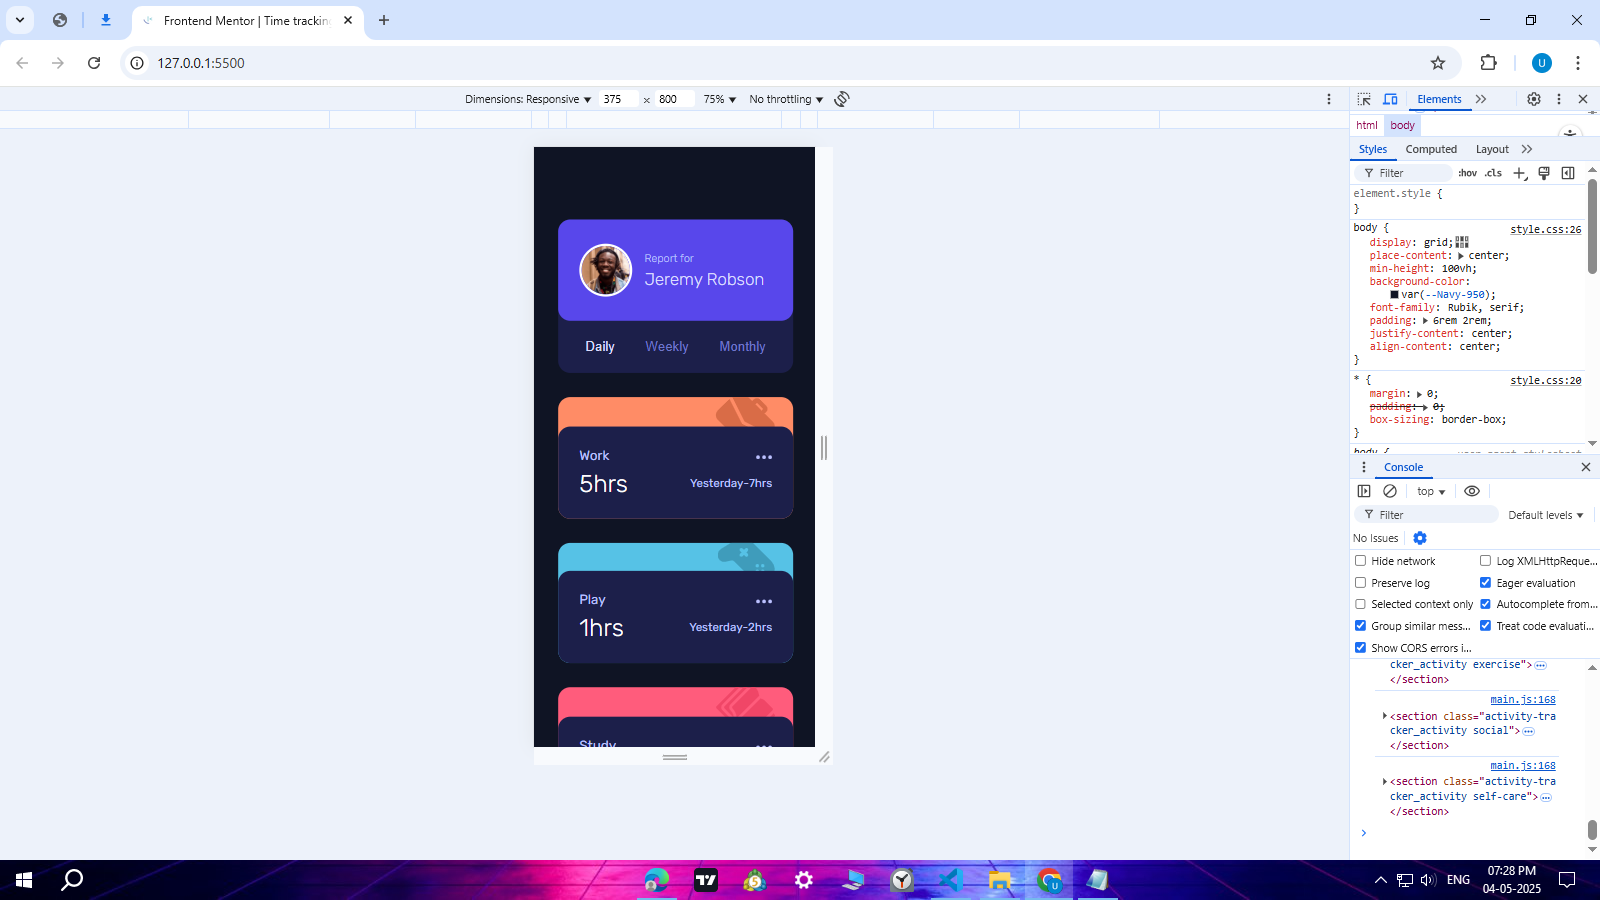 Frontend Mentor | Time trackin
127.0.0.1:5500
U
Dimensions: Responsive 375 x 800 75% No throttling
Elements
html body
Styles Computed Layout
Filter :hov .cls
element.style {
}
body { style.css:26
display: grid;
place-content: center;
min-height: 100vh;
background-color:
var(--Navy-950);
font-family: Rubik, serif;
padding: 6rem 2rem;
justify-content: center;
align-content: center;
}
* { style.css:20
margin: 0;
padding: 0;
box-sizing: border-box;
}
Console
top
Filter Default levels
No Issues
Hide network Log XMLHttpReque...
Preserve log Eager evaluation
Selected context only Autocomplete from...
Group similar mess... Treat code evaluati...
Show CORS errors i...
cker_activity exercise">
</section>
main.js:168
<section class="activity-tra
cker_activity social">
</section>
main.js:168
<section class="activity-tra
cker_activity self-care">
</section>
Report for
Jeremy Robson
Daily Weekly Monthly
Work
5hrs Yesterday-7hrs
Play
1hrs Yesterday-2hrs
Study
ENG 07:28 PM
04-05-2025